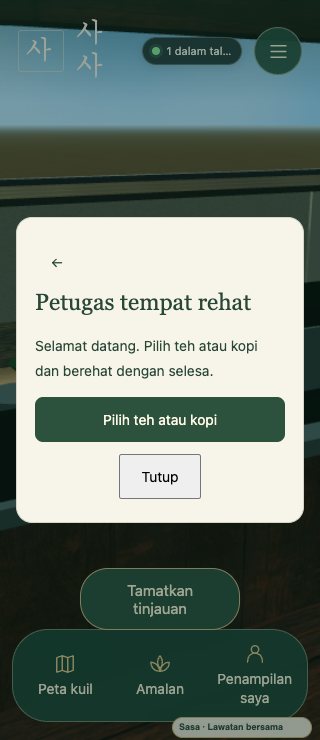 사
사
사
1 dalam tal...
←
Petugas tempat rehat
Selamat datang. Pilih teh atau kopi
dan berehat dengan selesa.
Pilih teh atau kopi
Tutup
Tamatkan
tinjauan
Peta kuil
Amalan
Penampilan
saya
Sasa · Lawatan bersama